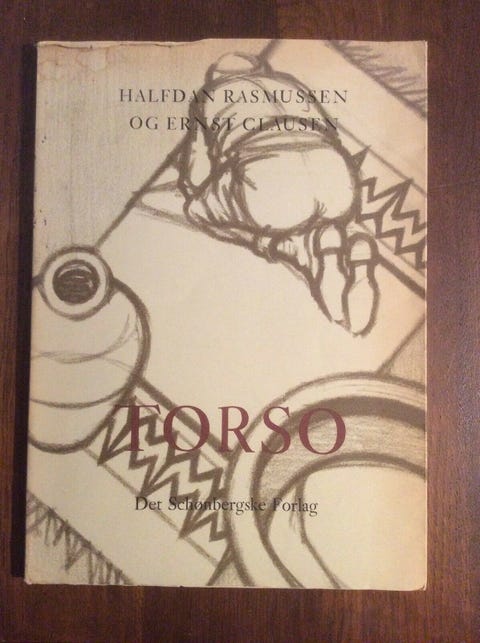 HALFDAN RASMUSSEN
OG ERNST CLAUSEN
TORSO
Det Schønbergske Forlag